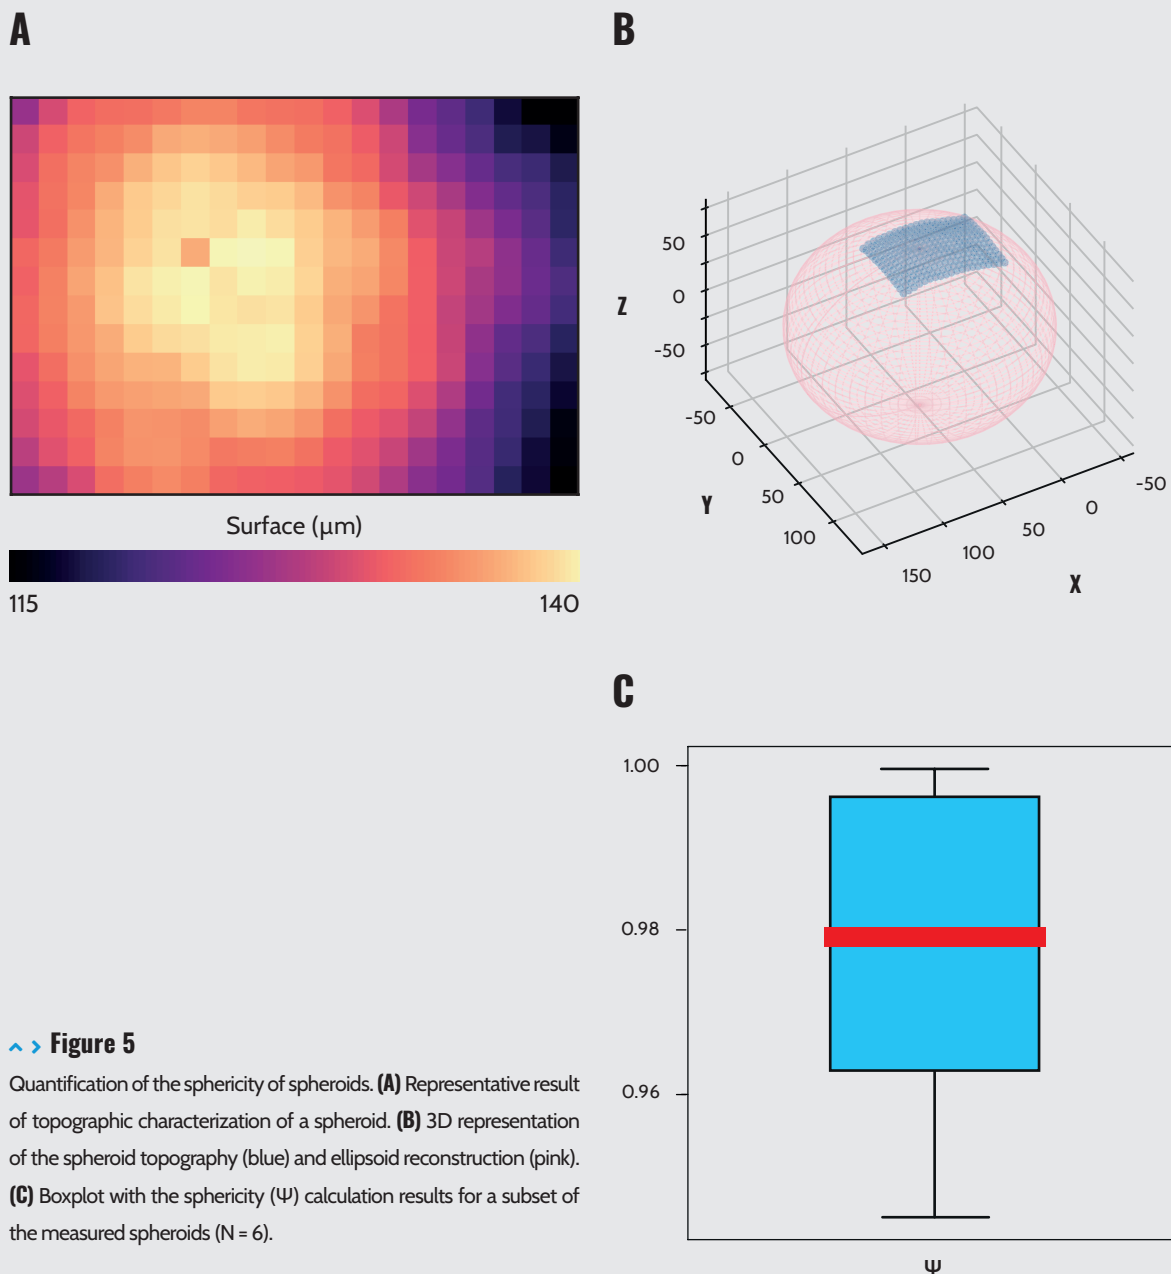 A
Surface (µm)
115
140
B
50
0
-50
Z
-50
0
50
100
Y
150
100
50
0
-50
X
C
1.00
0.98
0.96
Ψ
Figure 5
Quantification of the sphericity of spheroids. (A) Representative result
of topographic characterization of a spheroid. (B) 3D representation
of the spheroid topography (blue) and ellipsoid reconstruction (pink).
(C) Boxplot with the sphericity (Ψ) calculation results for a subset of
the measured spheroids (N = 6).